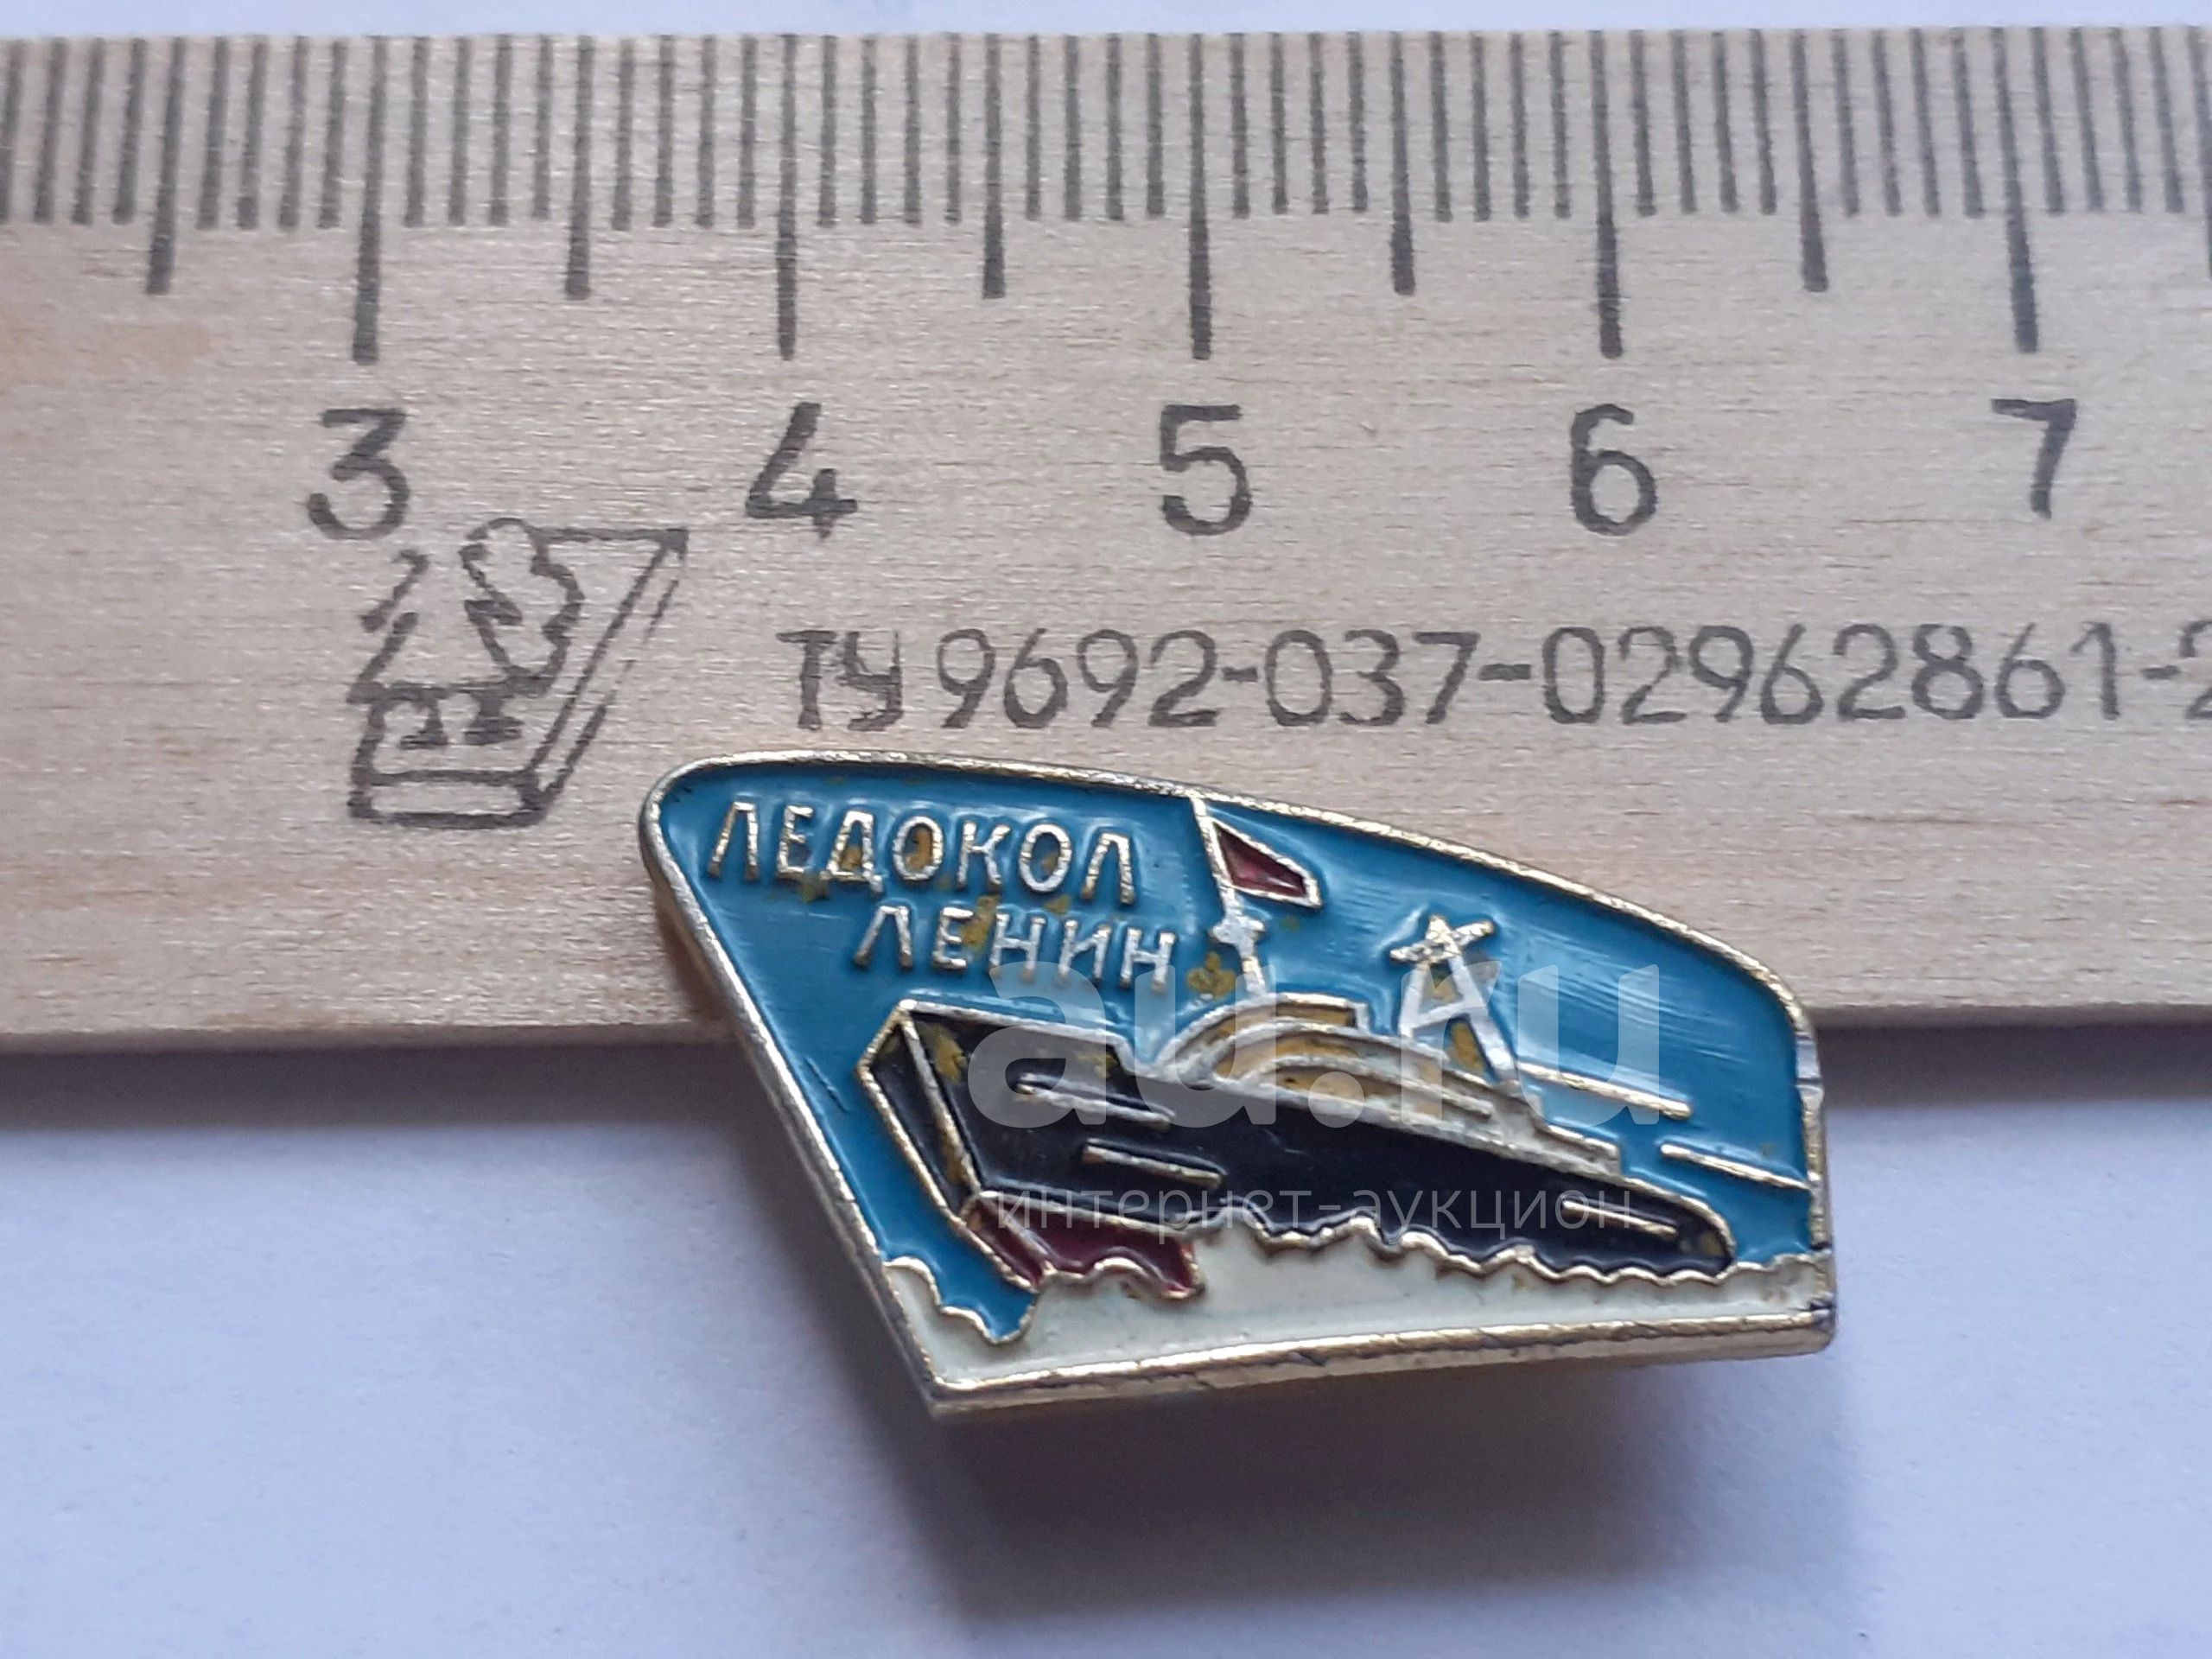 3 4 5 6 7
ТУ 9692-037-02962861-2
ЛЕДОКОЛ
ЛЕНИН
au.ru
интернет-аукцион